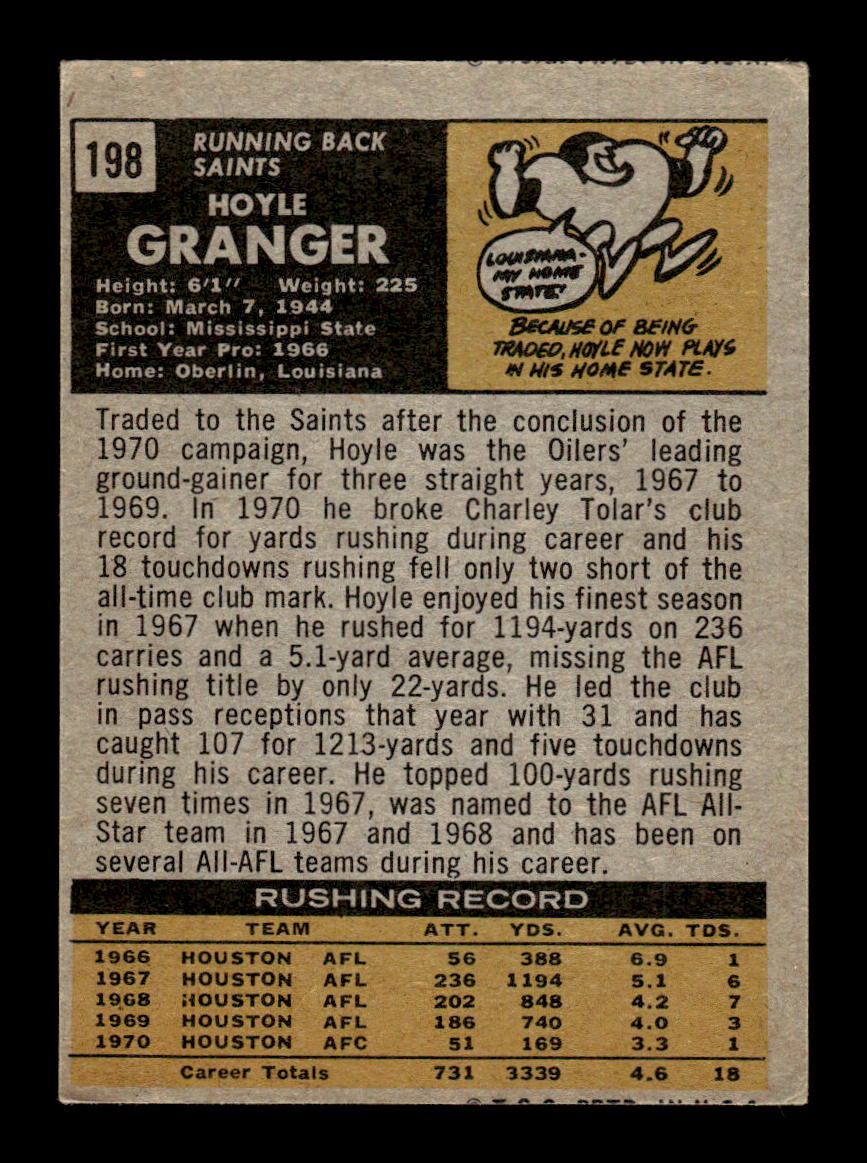 198
RUNNING BACK
SAINTS
HOYLE
GRANGER
Height: 6'1" Weight: 225
Born: March 7, 1944
School: Mississippi State
First Year Pro: 1966
Home: Oberlin, Louisiana
LOUISIANA-
MY HOME
STATE!
BECAUSE OF BEING
TRADED, HOYLE NOW PLAYS
IN HIS HOME STATE.
Traded to the Saints after the conclusion of the
1970 campaign, Hoyle was the Oilers' leading
ground-gainer for three straight years, 1967 to
1969. In 1970 he broke Charley Tolar's club
record for yards rushing during career and his
18 touchdowns rushing fell only two short of the
all-time club mark. Hoyle enjoyed his finest season
in 1967 when he rushed for 1194-yards on 236
carries and a 5.1-yard average, missing the AFL
rushing title by only 22-yards. He led the club
in pass receptions that year with 31 and has
caught 107 for 1213-yards and five touchdowns
during his career. He topped 100-yards rushing
seven times in 1967, was named to the AFL All-
Star team in 1967 and 1968 and has been on
several All-AFL teams during his career.
RUSHING RECORD
YEAR TEAM ATT. YDS. AVG. TDS.
1966 HOUSTON AFL 56 388 6.9 1
1967 HOUSTON AFL 236 1194 5.1 6
1968 HOUSTON AFL 202 848 4.2 7
1969 HOUSTON AFL 186 740 4.0 3
1970 HOUSTON AFC 51 169 3.3 1
Career Totals 731 3339 4.6 18